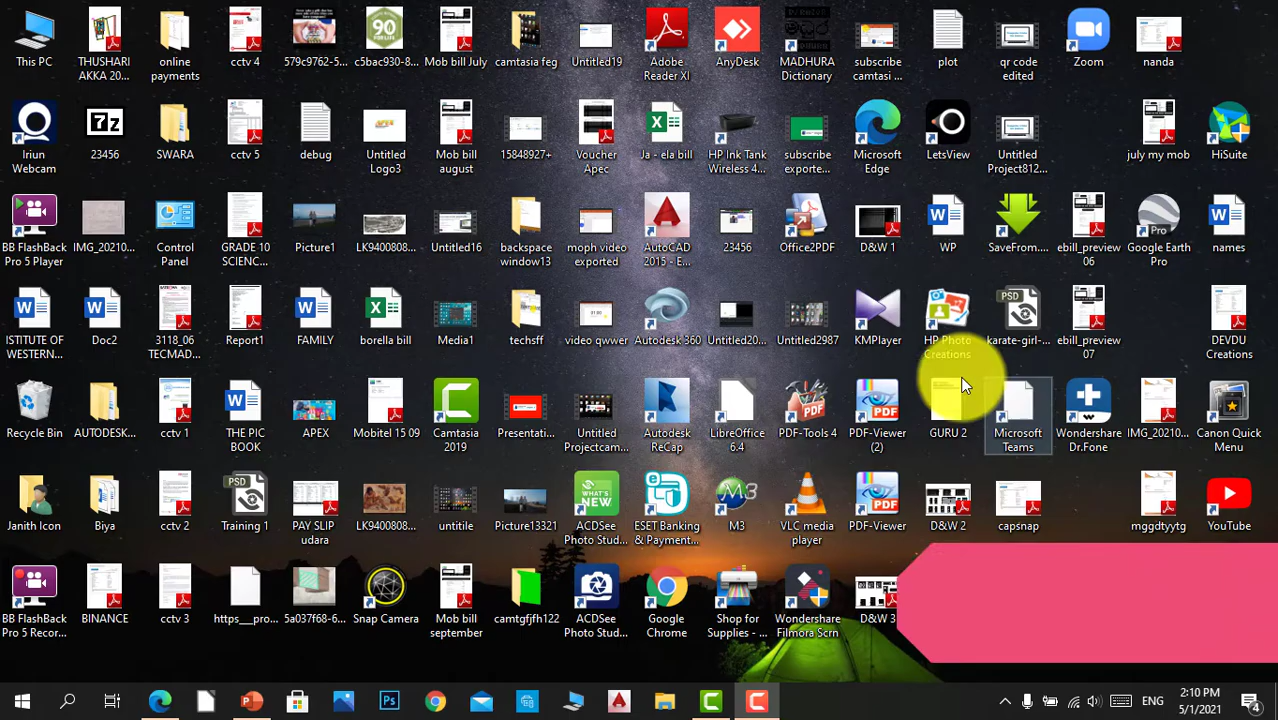 This PC
THUSHARI
AKKA 20...
online
payments
cctv 4
579c9762-5...
c5bac930-8...
Mob bill July
camtasia feg
Untitled19
Adobe
Reader XI
AnyDesk
MADHURA
Dictionary
subscribe
camtasi ...
plot
qr code
edited
Zoom
nanda
Iriun
Webcam
23456
SWARA
cctv 5
debug
Untitled
Logo3
Mob bill
august
15848927+
Voucher
Apec
Ja - ela bill
HP Ink Tank
Wireless 4...
subscribe
exporte...
Microsoft
Edge
LetsView
Untitled
Project812...
july my mob
HiSuite
BB FlashBack
Pro 5 Player
IMG_20210...
Control
Panel
GRADE 10
SCIENC...
Picture1
LK9400808...
Untitled16
backspace
window13
moph video
exported
AutoCAD
2015 - E...
23456
Office2PDF
D&W 1
WP
SaveFrom....
ebill_preview
06
Google Earth
Pro
names
ISTITUTE OF
WESTERN...
Doc2
3118_06
TECMAD...
Report1
FAMILY
borella bill
Media1
techsff
video qwwer
Autodesk 360
Untitled20...
Untitled2987
KMPlayer
HP Photo
Creations
karate-girl-...
ebill_preview
07
DEVDU
Creations
Recycle Bin
AUTODESK...
cctv 1
THE PIC
BOOK
APEX
Mobitel 15 09
Camtasia
2019
Presentati...
Untitled
Projectcam...
Autodesk
ReCap
LibreOffice
6.4
PDF-Tools 4
PDF-Viewer
(2)
GURU 2
Microsoft
Teams
Wondershare
Dr.Fone
IMG_20210...
Canon Quick
Menu
Janith Icon
Biya
cctv 2
Training 1
PAY SLIP
udara
LK9400808...
untitile
Picture13321
ACDSee
Photo Stud...
ESET Banking
& Payment...
M3
VLC media
player
PDF-Viewer
D&W 2
capsnap
mggdtyytg
YouTube
BB FlashBack
Pro 5 Recor...
BINANCE
cctv 3
https___pro...
5a037f68-6...
Snap Camera
Mob bill
september
camtgfjfh122
ACDSee
Photo Stud...
Google
Chrome
Shop for
Supplies - ...
Wondershare
Filmora Scrn
D&W 3
ENG
2:10 PM
5/1/2021
4